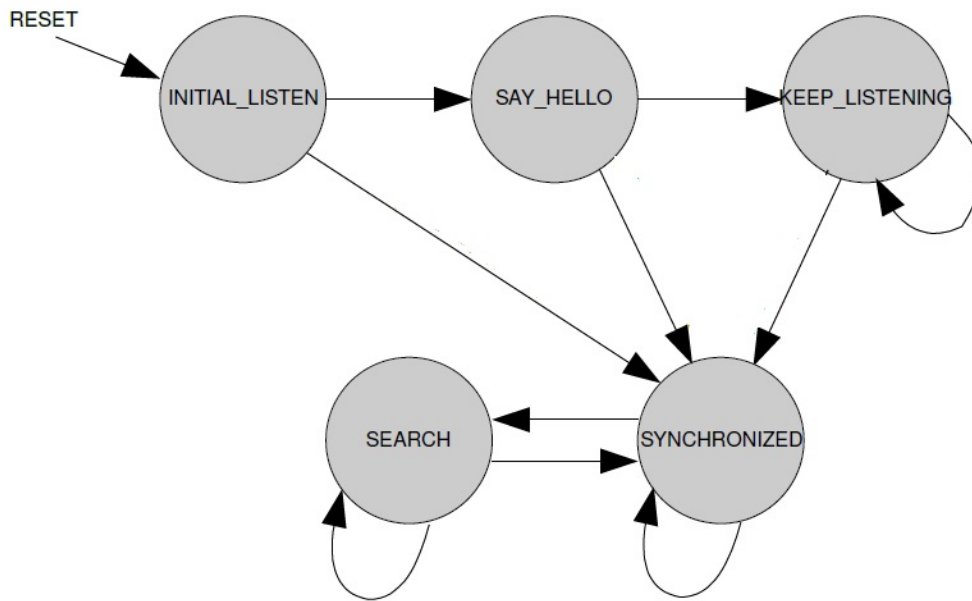 RESET
INITIAL_LISTEN
SAY_HELLO
KEEP_LISTENING
SEARCH
SYNCHRONIZED